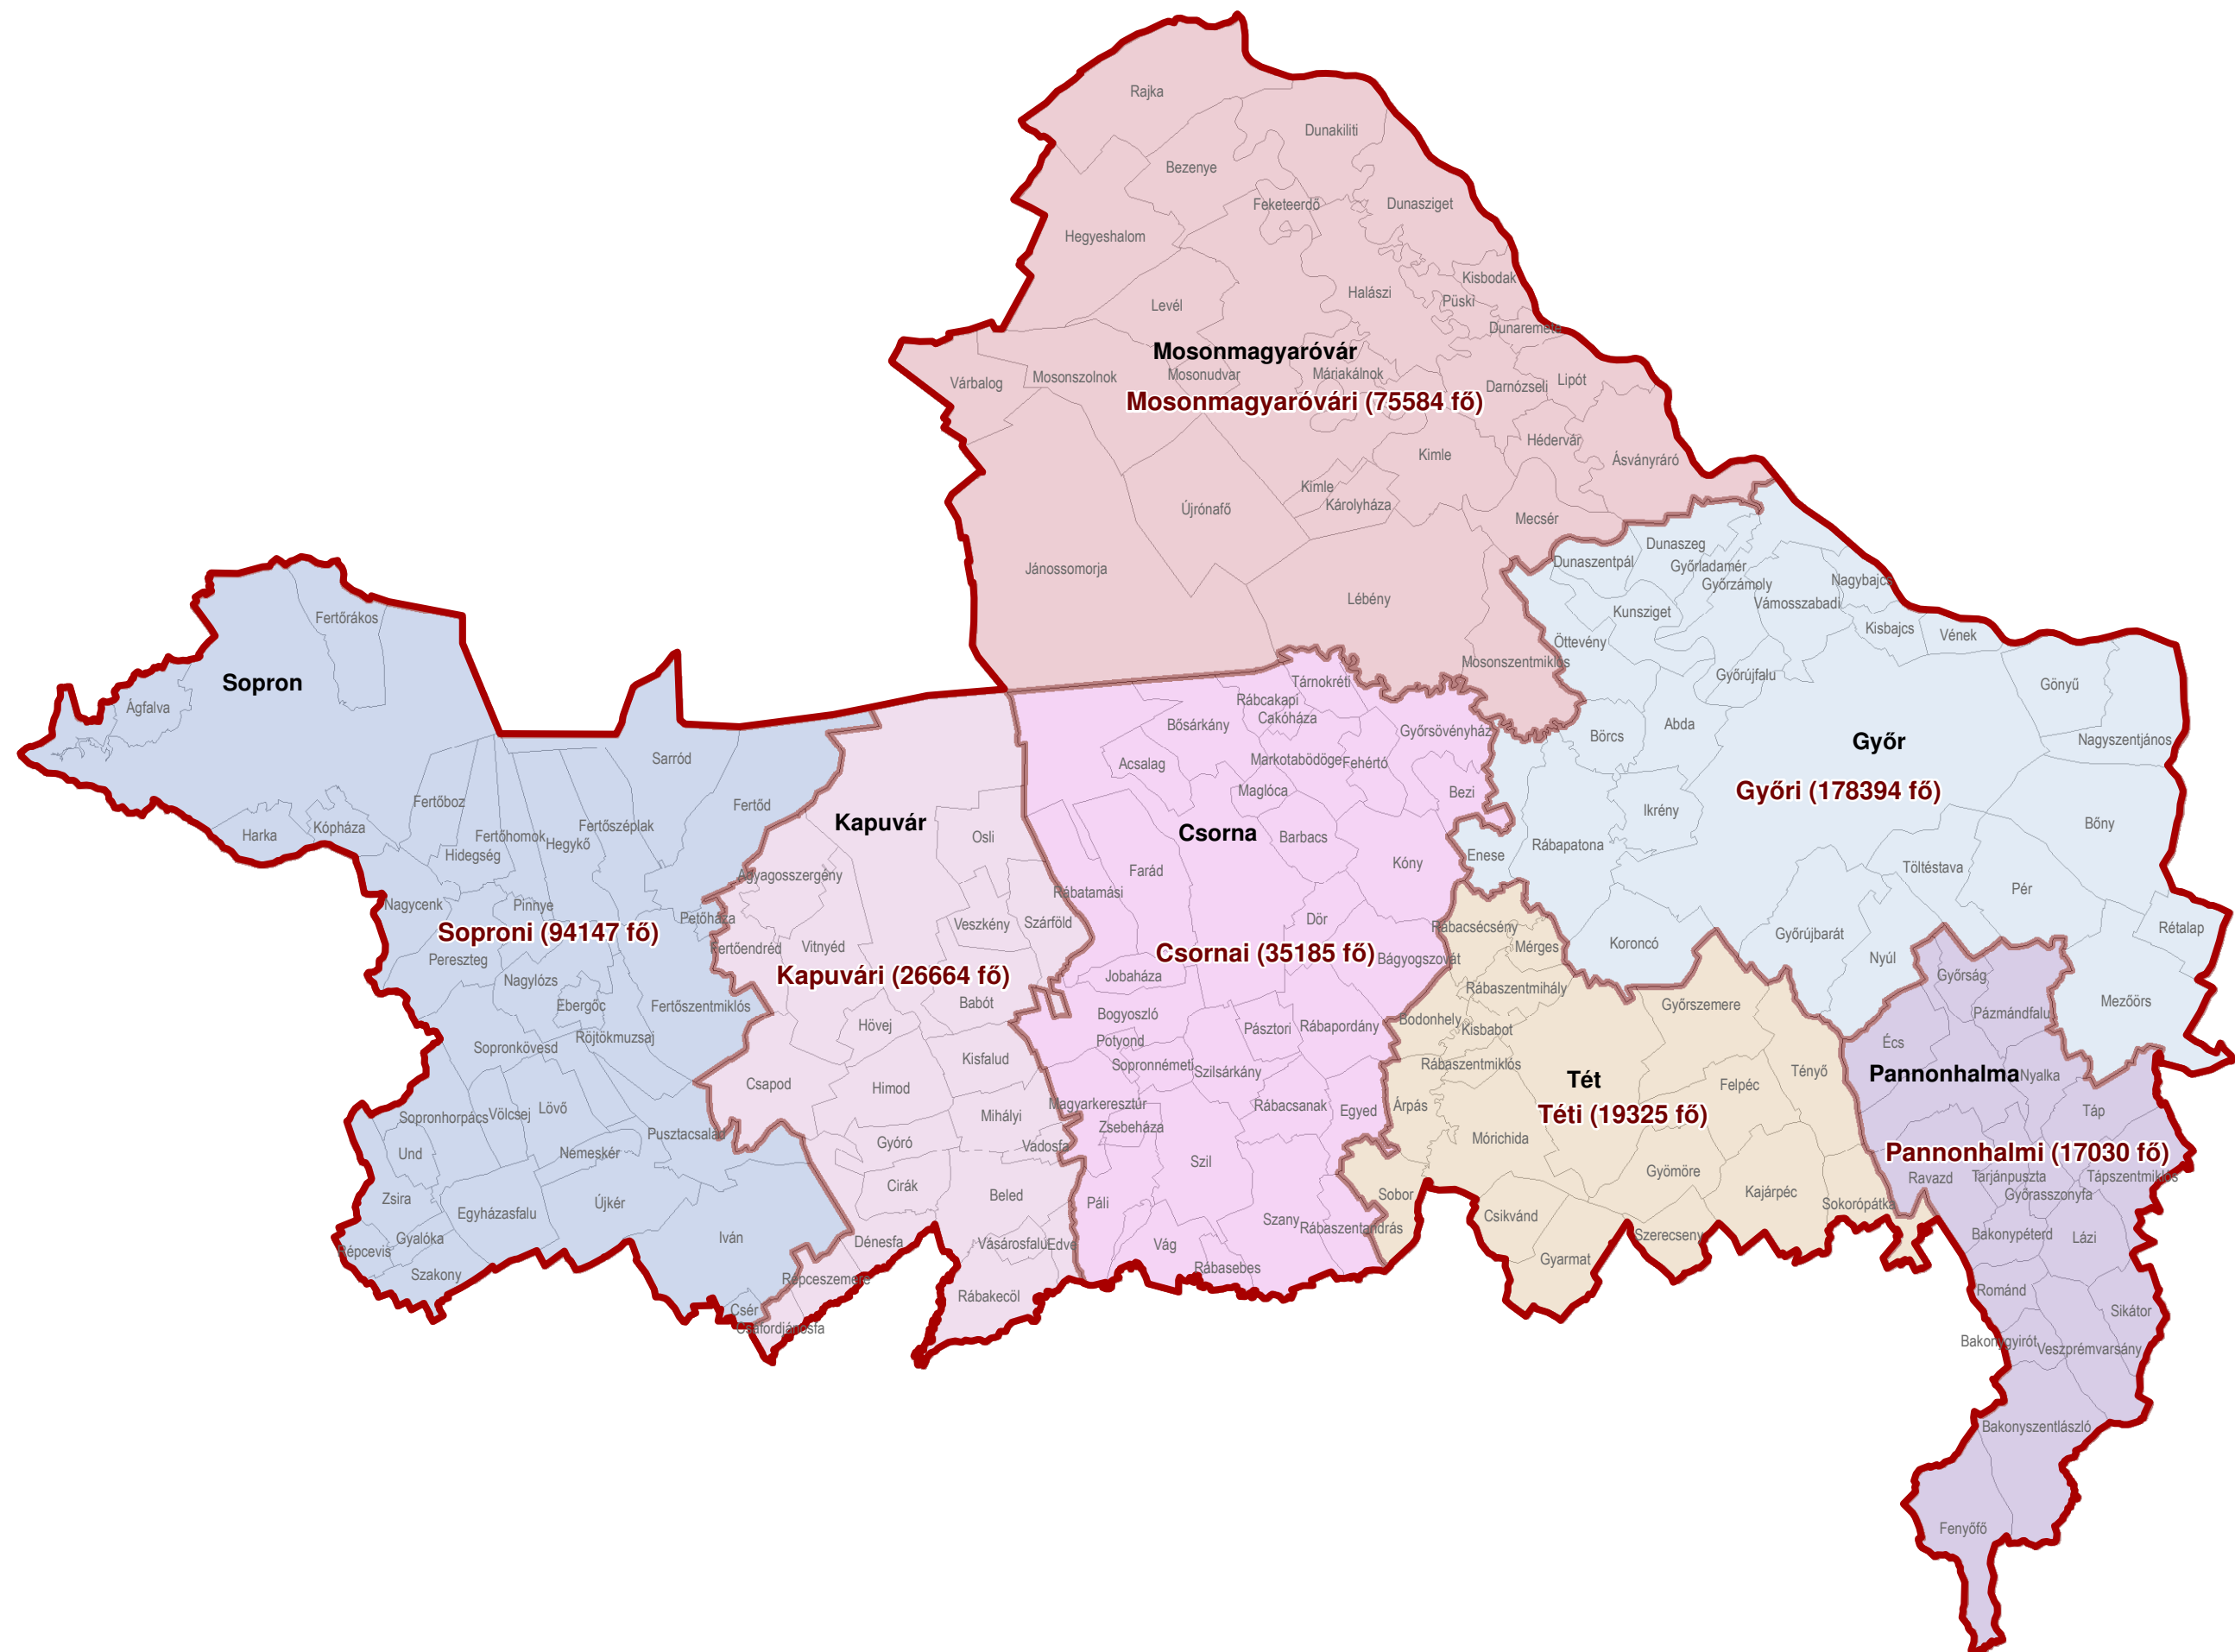 Rajka
Dunakiliti
Bezenye
Feketeerdő
Dunasziget
Hegyeshalom
Kisbodak
Halászi
Püski
Levél
Dunaremete
Mosonmagyaróvár
Mosonszolnok
Mosonudvar
Máriakálnok
Várbalog
Darnózseli
Lipót
Mosonmagyaróvári (75584 fő)
Hédervár
Kimle
Ásványráró
Kimle
Károlyháza
Újrónafő
Mecsér
Jánossomorja
Lébény
Mosonszentmiklós
Dunaszeg
Dunaszentpál
Győrladamér
Győrzámoly
Nagybajcs
Vámosszabadi
Kunsziget
Kisbajcs
Vének
Öttevény
Győrújfalu
Gönyű
Abda
Börcs
Győr
Nagyszentjános
Győri (178394 fő)
Ikrény
Bőny
Rábapatona
Enese
Töltéstava
Pér
Rétalap
Koroncó
Győrújbarát
Nyúl
Mezőörs
Fertőrákos
Sopron
Ágfalva
Sarród
Fertőboz
Fertőd
Harka
Kópháza
Fertőhomok
Fertőszéplak
Hegykő
Hidegség
Nagycenk
Pinnye
Petőháza
Soproni (94147 fő)
Pereszteg
Nagylózs
Ebergőc
Fertőszentmiklós
Röjtökmuzsaj
Sopronkövesd
Sopronhorpács
Völcsej
Lövő
Pusztacsalád
Und
Nemeskér
Zsira
Egyházasfalu
Újkér
Gyalóka
Répcevis
Szakony
Iván
Csér
Kapuvár
Osli
Agyagosszergény
Veszkény
Szárföld
Vitnyéd
Fertőendréd
Kapuvári (26664 fő)
Babót
Hövej
Kisfalud
Csapod
Himod
Mihályi
Gyóró
Vadosfa
Cirák
Beled
Dénesfa
Vásárosfalu
Edve
Répceszemere
Rábakecöl
Csáfordjánosfa
Tárnokréti
Rábcakapi
Cakóháza
Bősárkány
Győrsövényház
Acsalag
Markotabödöge
Fehértó
Maglóca
Bezi
Csorna
Barbacs
Kóny
Farád
Rábatamási
Dör
Csornai (35185 fő)
Bágyogszovát
Jobaháza
Bogyoszló
Pásztori
Rábapordány
Potyond
Sopronnémeti
Szilsárkány
Magyarkeresztúr
Rábacsanak
Egyed
Zsebeháza
Szil
Páli
Szany
Rábaszentandrás
Vág
Rábasebes
Rábacsécsény
Mérges
Rábaszentmihály
Győrszemere
Bodonhely
Kisbabot
Rábaszentmiklós
Tét
Felpéc
Tényő
Árpás
Téti (19325 fő)
Mórichida
Gyömöre
Kajárpéc
Sobor
Sokorópátka
Csikvánd
Szerecseny
Gyarmat
Győrság
Pázmándfalu
Écs
Pannonhalma
Nyalka
Táp
Pannonhalmi (17030 fő)
Ravazd
Tarjánpuszta
Tápszentmiklós
Győrasszonyfa
Bakonypéterd
Lázi
Románd
Sikátor
Bakonygyirót
Veszprémvarsány
Bakonyszentlászló
Fenyőfő